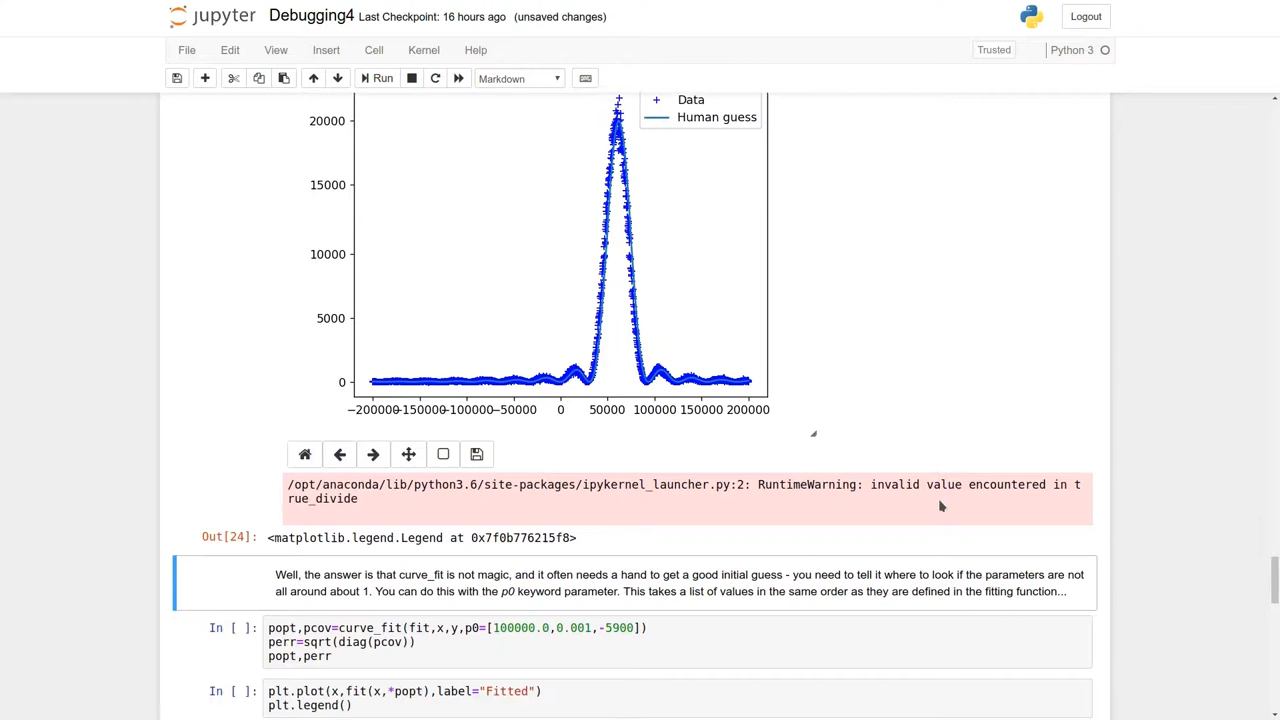 jupyter Debugging4 Last Checkpoint: 16 hours ago (unsaved changes) Logout
File Edit View Insert Cell Kernel Help Trusted Python 3
Run Markdown
Data
Human guess
20000
15000
10000
5000
0
−200000 −150000 −100000 −50000 0 50000 100000 150000 200000
/opt/anaconda/lib/python3.6/site-packages/ipykernel_launcher.py:2: RuntimeWarning: invalid value encountered in t
rue_divide
Out[24]: <matplotlib.legend.Legend at 0x7f0b776215f8>
Well, the answer is that curve_fit is not magic, and it often needs a hand to get a good initial guess - you need to tell it where to look if the parameters are not
all around about 1. You can do this with the p0 keyword parameter. This takes a list of values in the same order as they are defined in the fitting function...
In [ ]: popt,pcov=curve_fit(fit,x,y,p0=[100000.0,0.001,-5900])
perr=sqrt(diag(pcov))
popt,perr
In [ ]: plt.plot(x,fit(x,*popt),label="Fitted")
plt.legend()